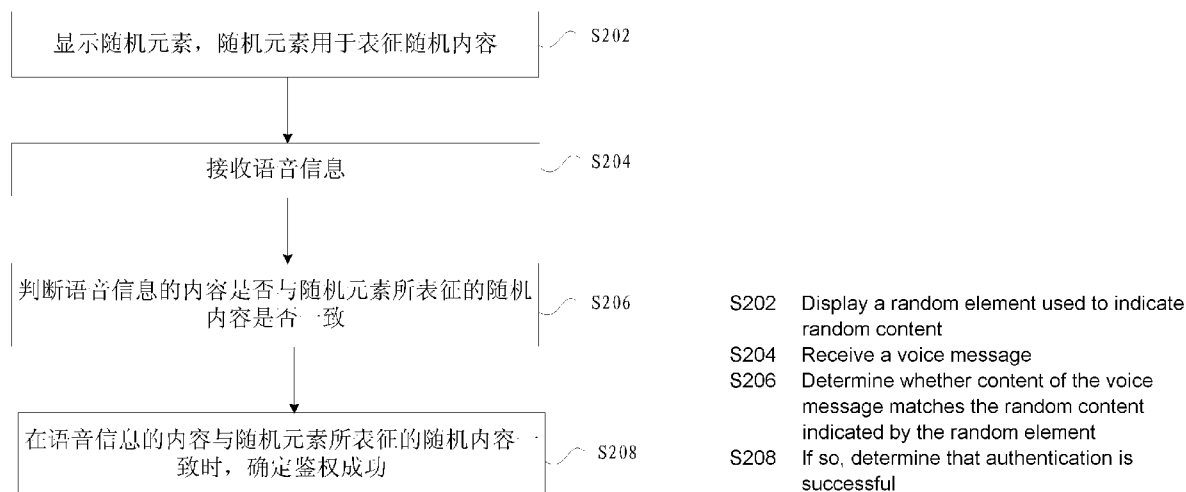 显示随机元素，随机元素用于表征随机内容
S202
接收语音信息
S204
判断语音信息的内容是否与随机元素所表征的随机
内容是否一致
S206
在语音信息的内容与随机元素所表征的随机内容一
致时，确定鉴权成功
S208
S202 Display a random element used to indicate
random content
S204 Receive a voice message
S206 Determine whether content of the voice
message matches the random content
indicated by the random element
S208 If so, determine that authentication is
successful